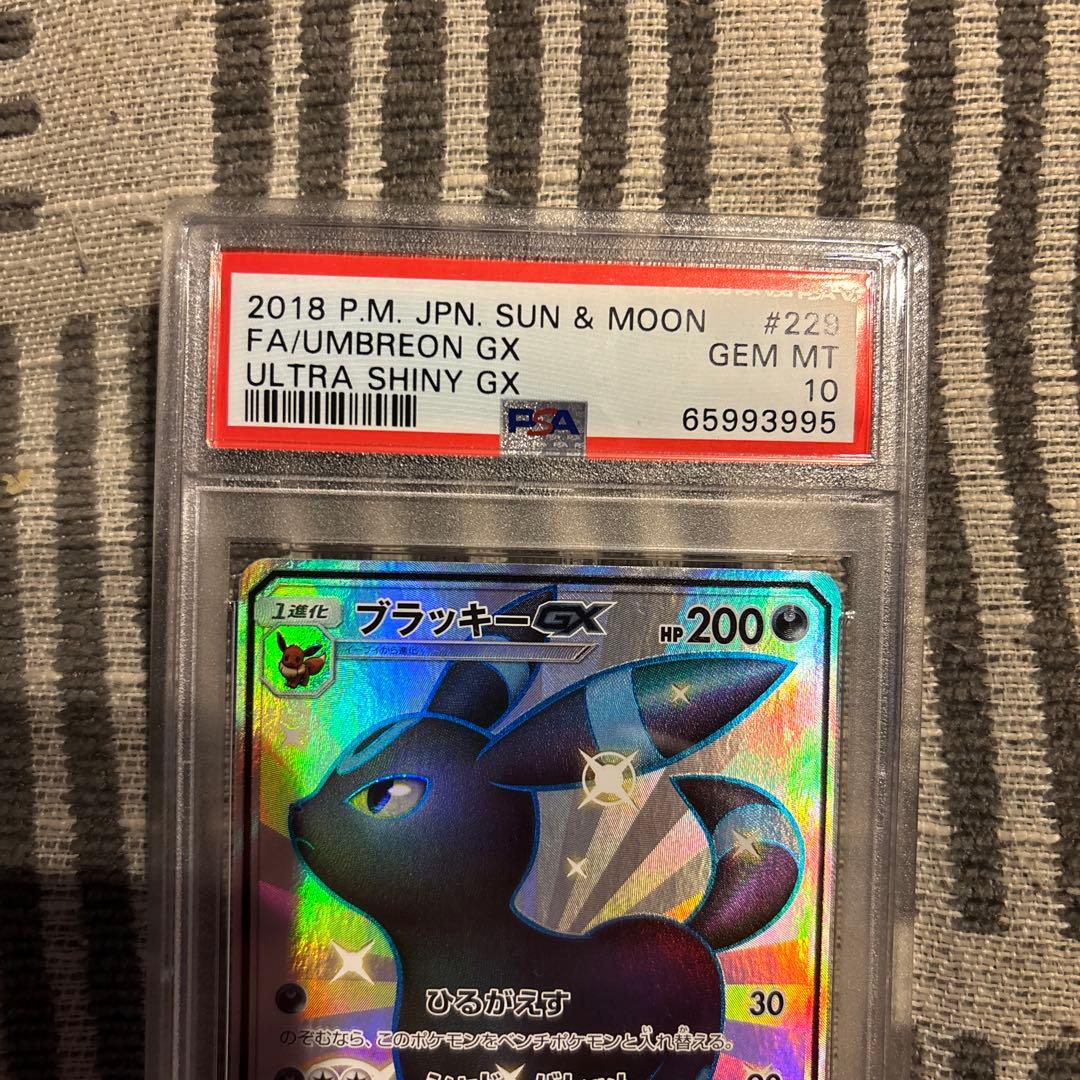 2018 P.M. JPN. SUN & MOON #229
FA/UMBREON GX GEM MT
ULTRA SHINY GX 10
PSA 65993995
1進化 ブラッキーGX HP200
イーブイから進化
ひるがえす 30
のぞむなら、このポケモンをベンチポケモンと入れ替える。